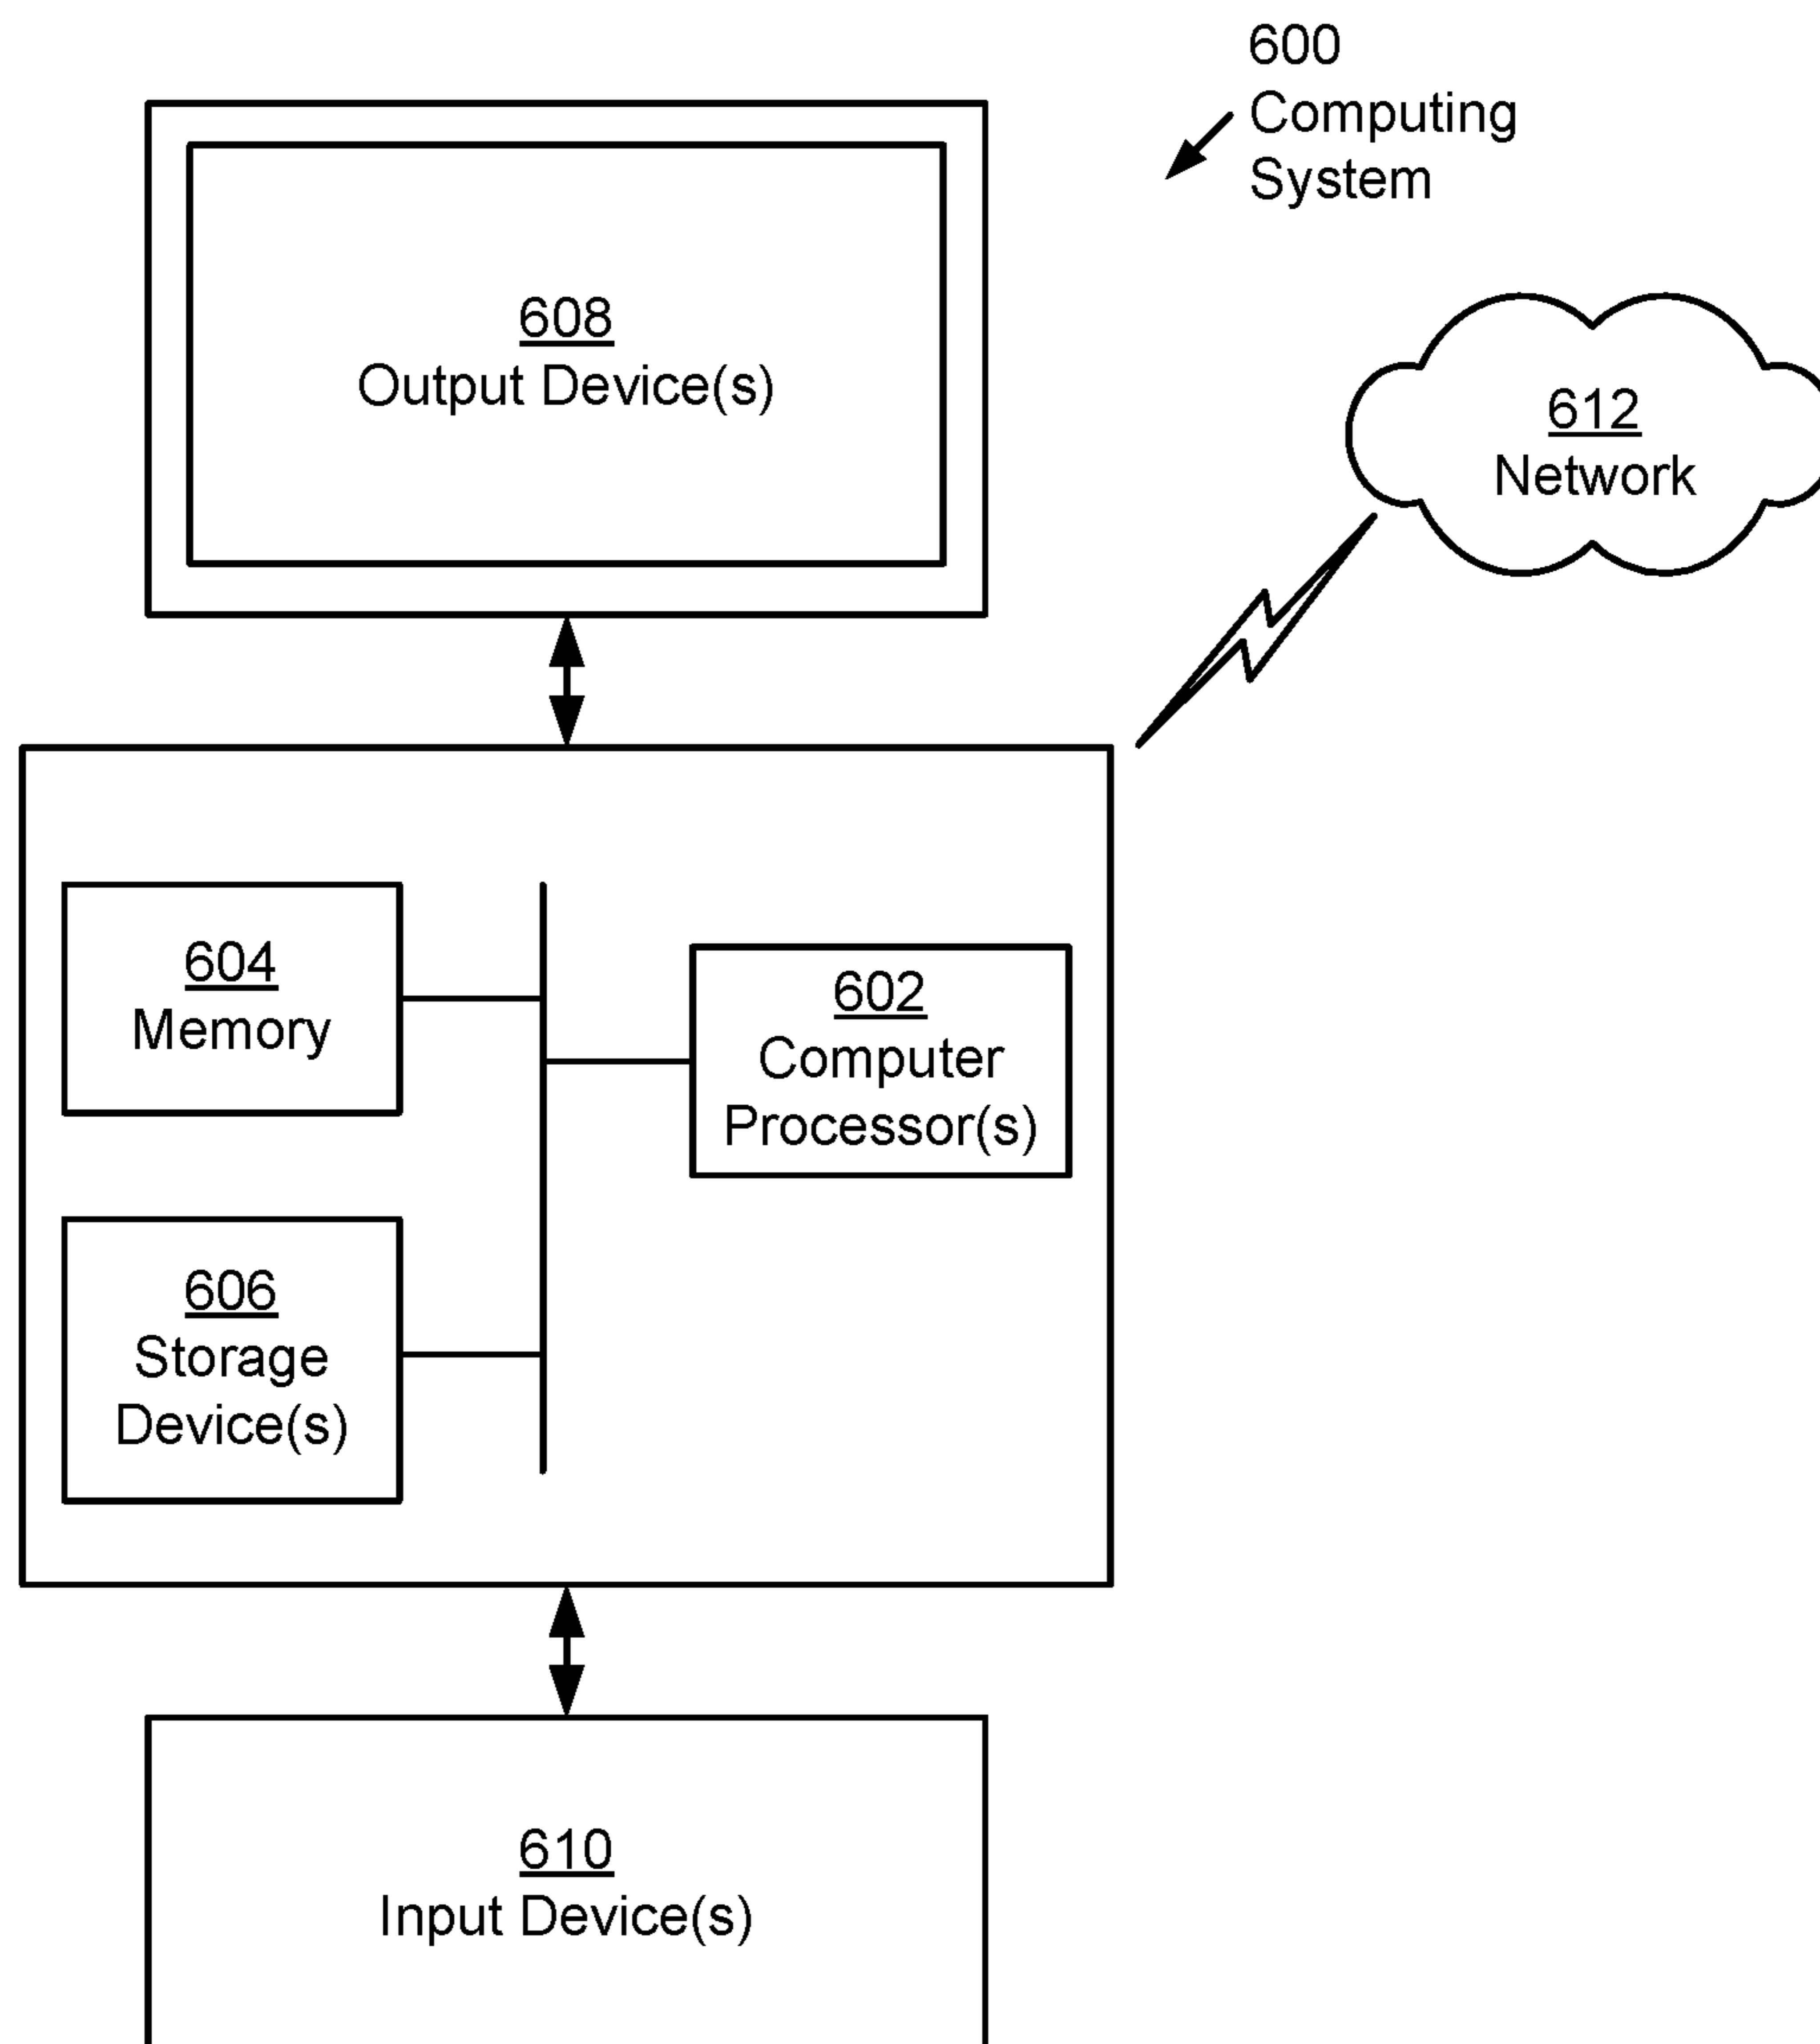 600
Computing
System
608
Output Device(s)
612
Network
604
Memory
602
Computer
Processor(s)
606
Storage
Device(s)
610
Input Device(s)